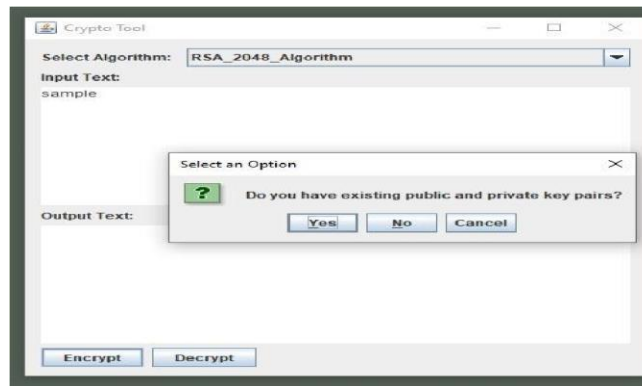 Crypto Tool
Select Algorithm: RSA_2048_Algorithm
Input Text:
sample
Select an Option
? Do you have existing public and private key pairs?
Yes No Cancel
Output Text:
Encrypt Decrypt